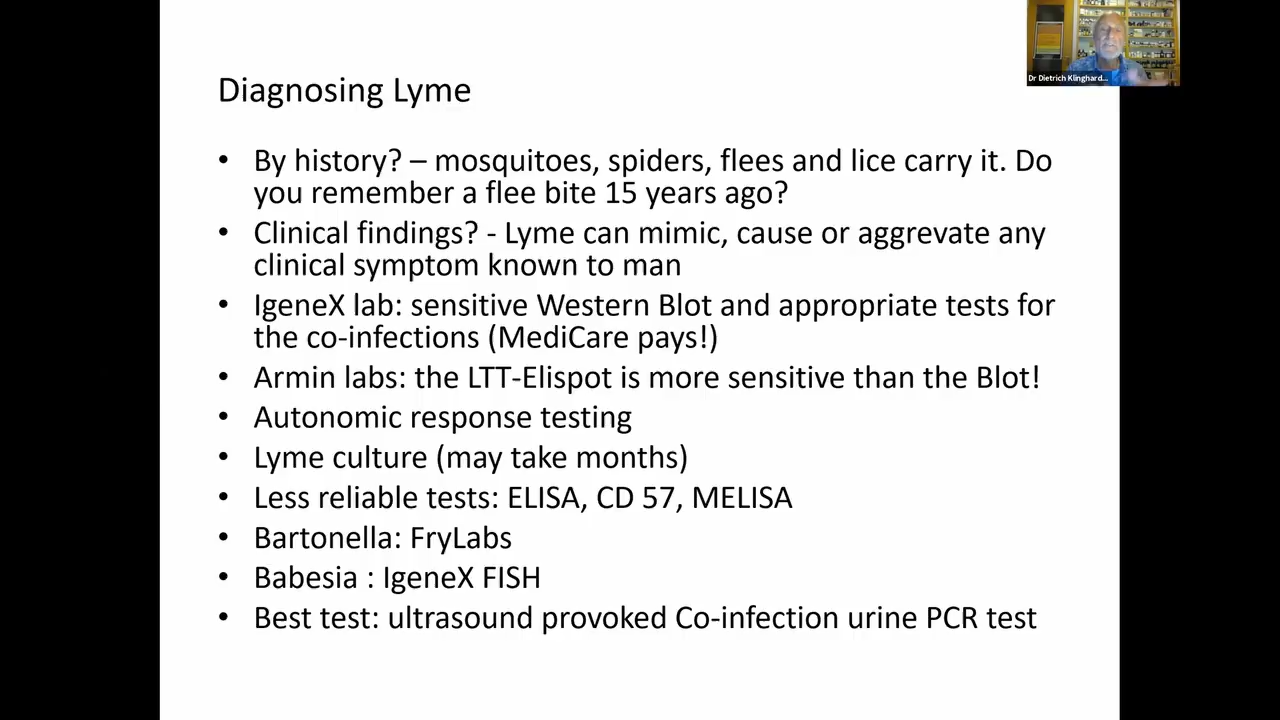 Dr Dietrich Klinghard...
Diagnosing Lyme
• By history? – mosquitoes, spiders, flees and lice carry it. Do
you remember a flee bite 15 years ago?
• Clinical findings? - Lyme can mimic, cause or aggrevate any
clinical symptom known to man
• IgeneX lab: sensitive Western Blot and appropriate tests for
the co-infections (MediCare pays!)
• Armin labs: the LTT-Elispot is more sensitive than the Blot!
• Autonomic response testing
• Lyme culture (may take months)
• Less reliable tests: ELISA, CD 57, MELISA
• Bartonella: FryLabs
• Babesia : IgeneX FISH
• Best test: ultrasound provoked Co-infection urine PCR test